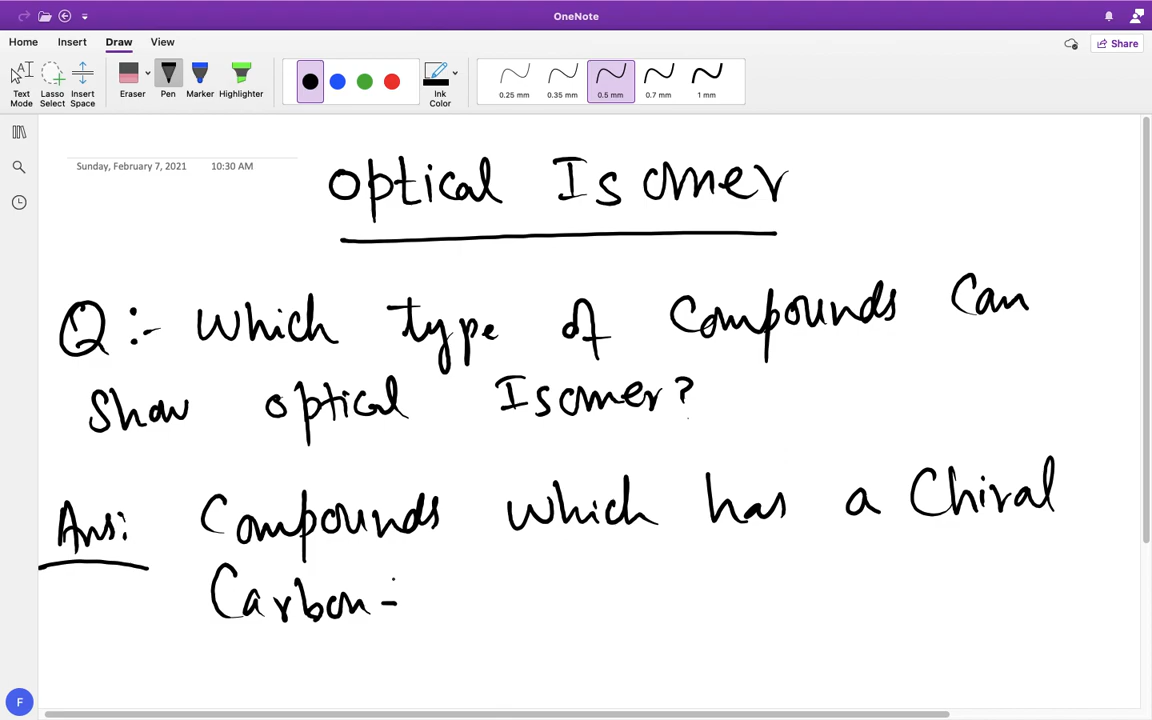 OneNote
Home Insert Draw View
Share
Text Mode
Lasso Select
Insert Space
Eraser
Pen
Marker
Highlighter
Ink Color
0.25 mm
0.35 mm
0.5 mm
0.7 mm
1 mm
Sunday, February 7, 2021 10:30 AM
optical Isomer
Q:- Which type of Compounds Can
Show optical Isomer?
Ans: Compounds which has a Chiral
Carbon -
F